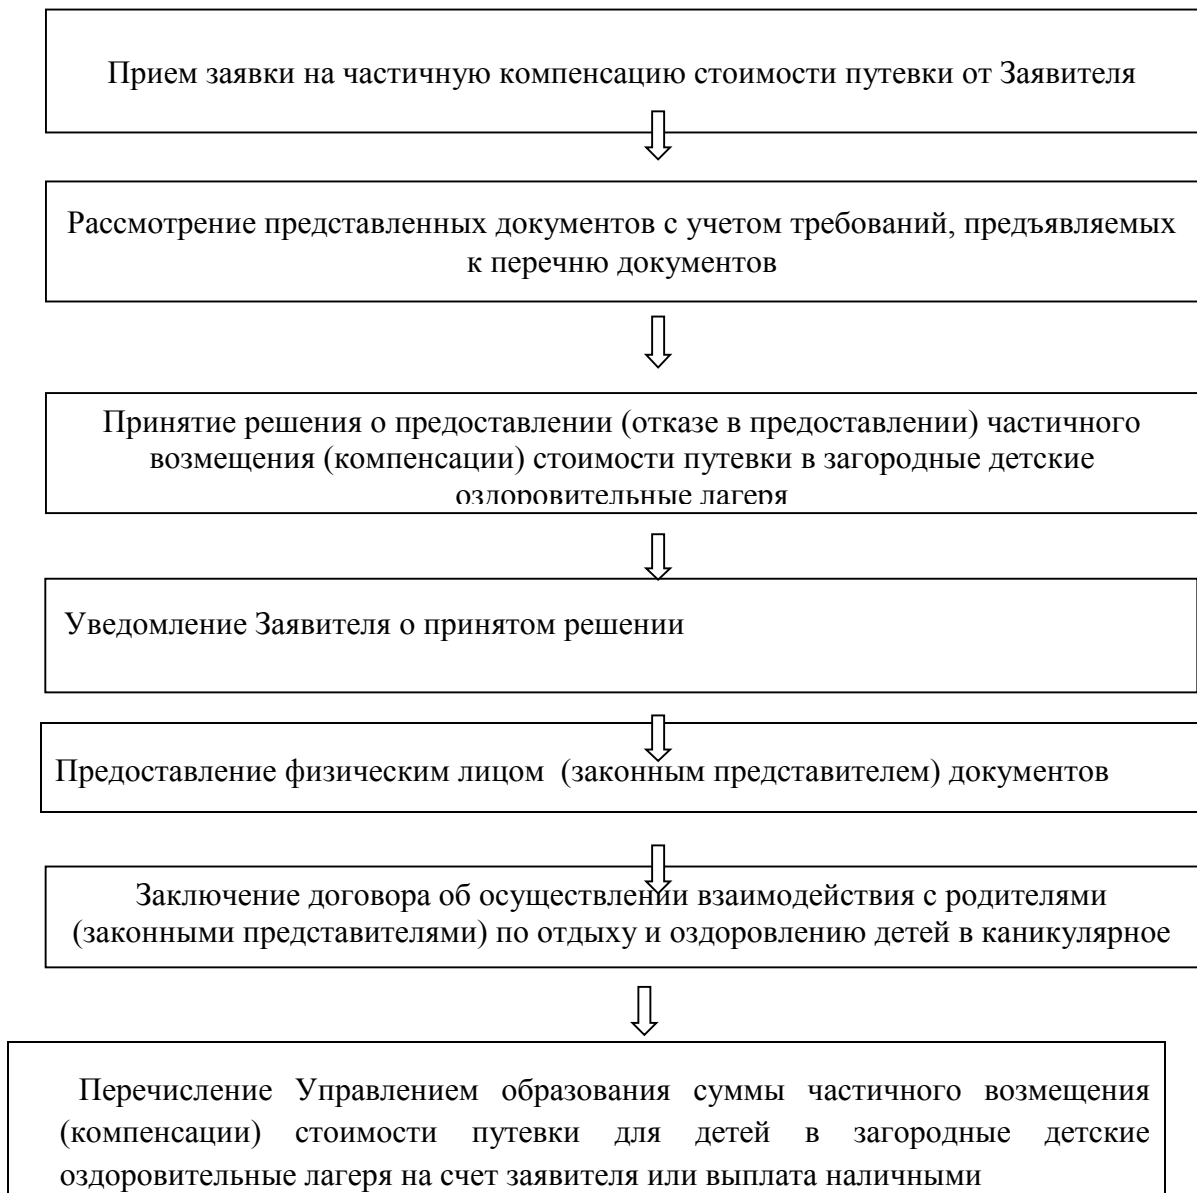 Прием заявки на частичную компенсацию стоимости путевки от Заявителя
Рассмотрение представленных документов с учетом требований, предъявляемых
к перечню документов
Принятие решения о предоставлении (отказе в предоставлении) частичного
возмещения (компенсации) стоимости путевки в загородные детские
оздоровительные лагеря
Уведомление Заявителя о принятом решении
Предоставление физическим лицом (законным представителем) документов
Заключение договора об осуществлении взаимодействия с родителями
(законными представителями) по отдыху и оздоровлению детей в каникулярное
Перечисление Управлением образования суммы частичного возмещения
(компенсации) стоимости путевки для детей в загородные детские
оздоровительные лагеря на счет заявителя или выплата наличными